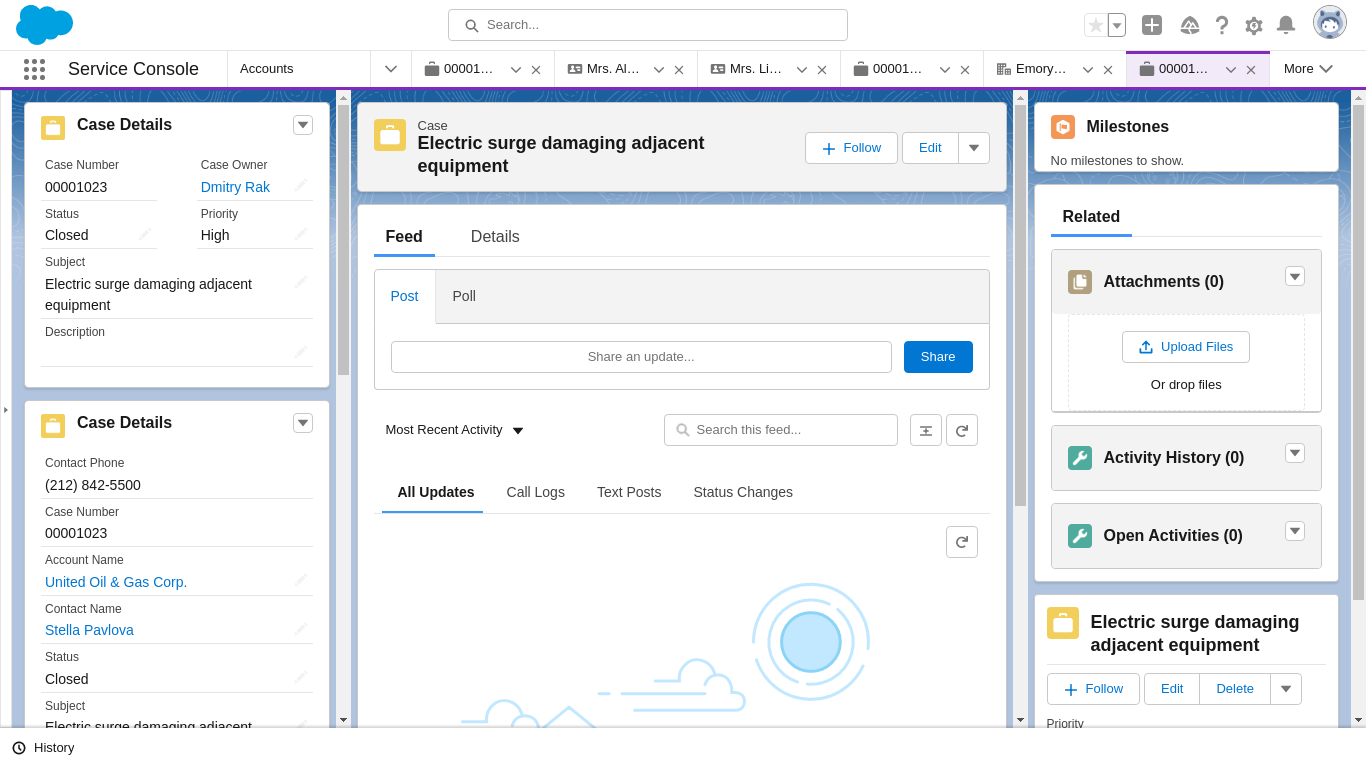 Search...
Service Console
Accounts
00001…
Mrs. Al…
Mrs. Li…
00001…
Emory…
00001…
More
Case Details
Case Number
00001023
Case Owner
Dmitry Rak
Status
Closed
Priority
High
Subject
Electric surge damaging adjacent
equipment
Description
Case Details
Contact Phone
(212) 842-5500
Case Number
00001023
Account Name
United Oil & Gas Corp.
Contact Name
Stella Pavlova
Status
Closed
Subject
Electric surge damaging adjacent
Case
Electric surge damaging adjacent
equipment
Follow
Edit
Feed
Details
Post
Poll
Share an update...
Share
Most Recent Activity
Search this feed...
All Updates
Call Logs
Text Posts
Status Changes
Milestones
No milestones to show.
Related
Attachments (0)
Upload Files
Or drop files
Activity History (0)
Open Activities (0)
Electric surge damaging
adjacent equipment
Follow
Edit
Delete
Priority
History